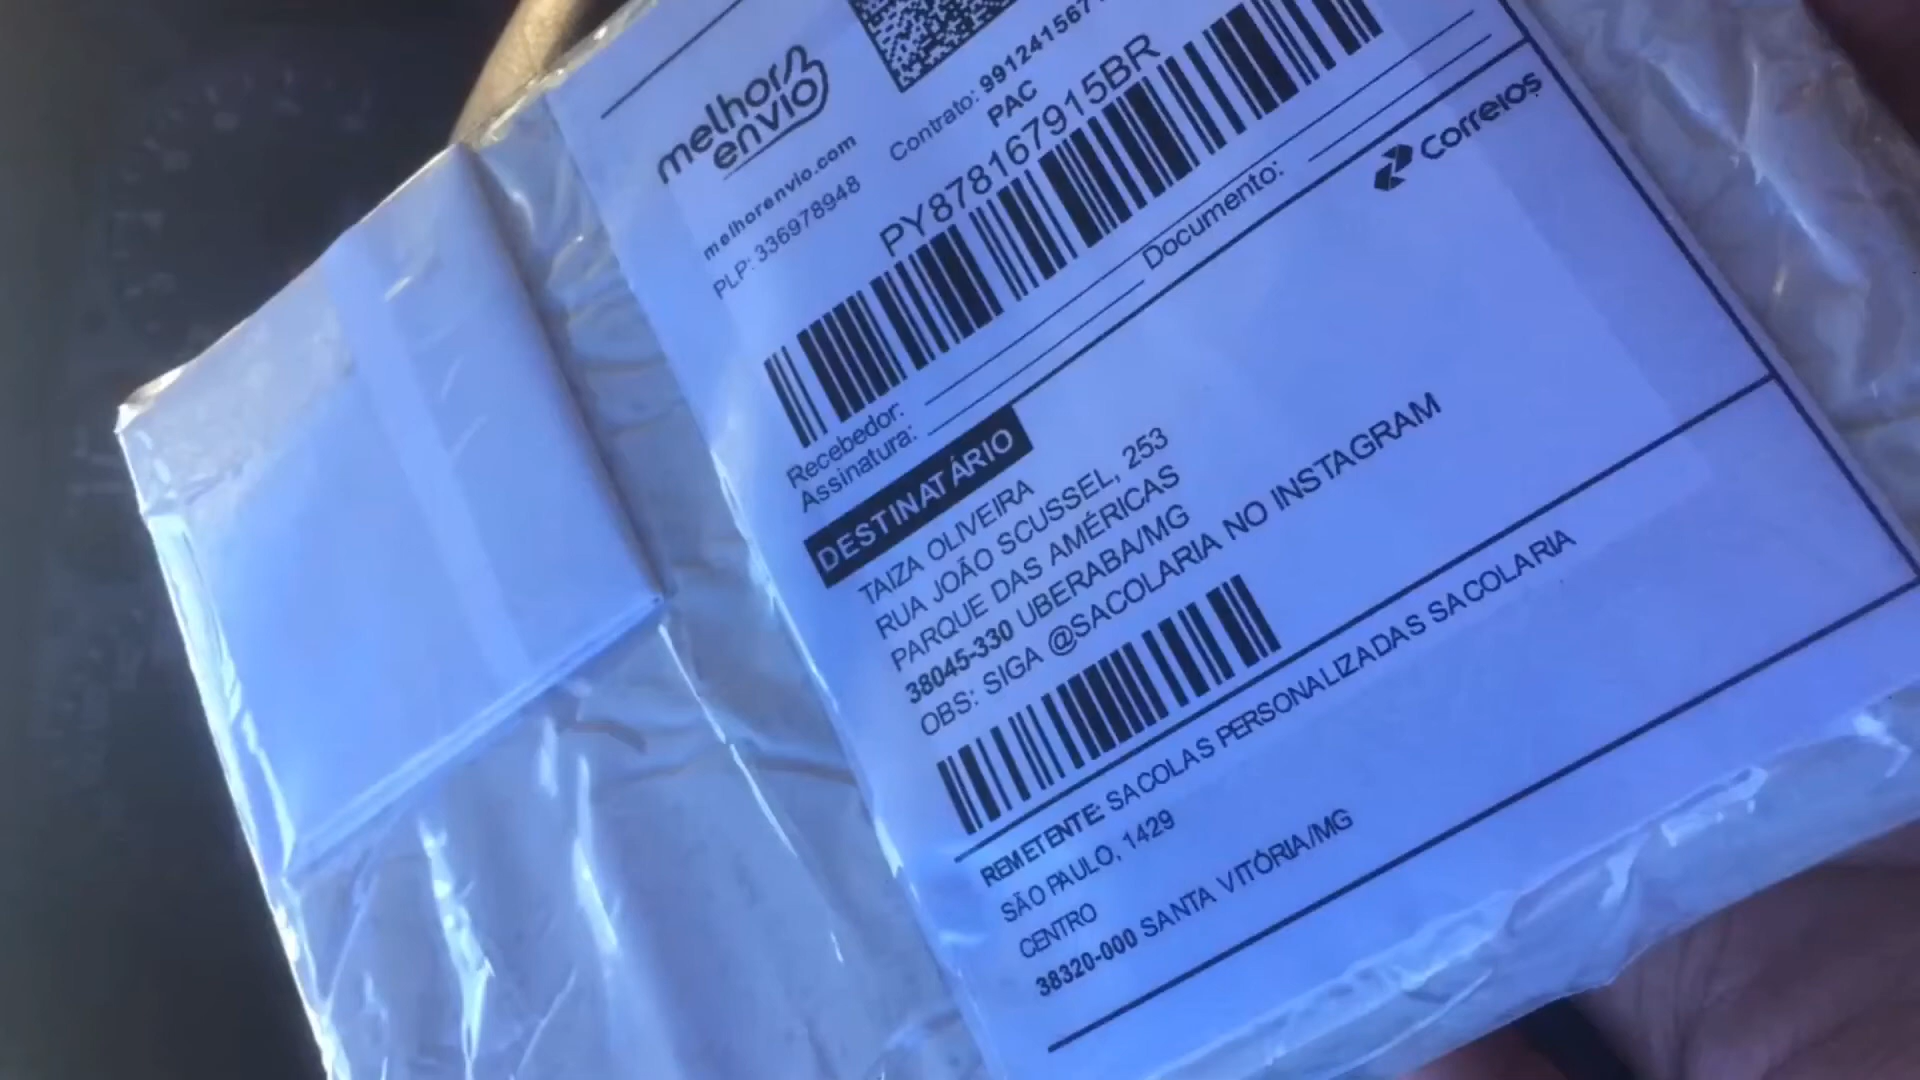 melhor
envio
melhorenvio.com
PLP: 336978948
Contrato:
PAC
PY878167915BR
Recebedor:
Assinatura:
Documento:
Correios
DESTINATÁRIO
TAIZA OLIVEIRA
RUA JOÃO SCUSSEL, 253
PARQUE DAS AMÉRICAS
38045-330 UBERABA/MG
OBS: SIGA @SACOLARIA NO INSTAGRAM
REMETENTE: SACOLAS PERSONALIZADAS SACOLARIA
SÃO PAULO, 1429
CENTRO
38320-000 SANTA VITÓRIA/MG